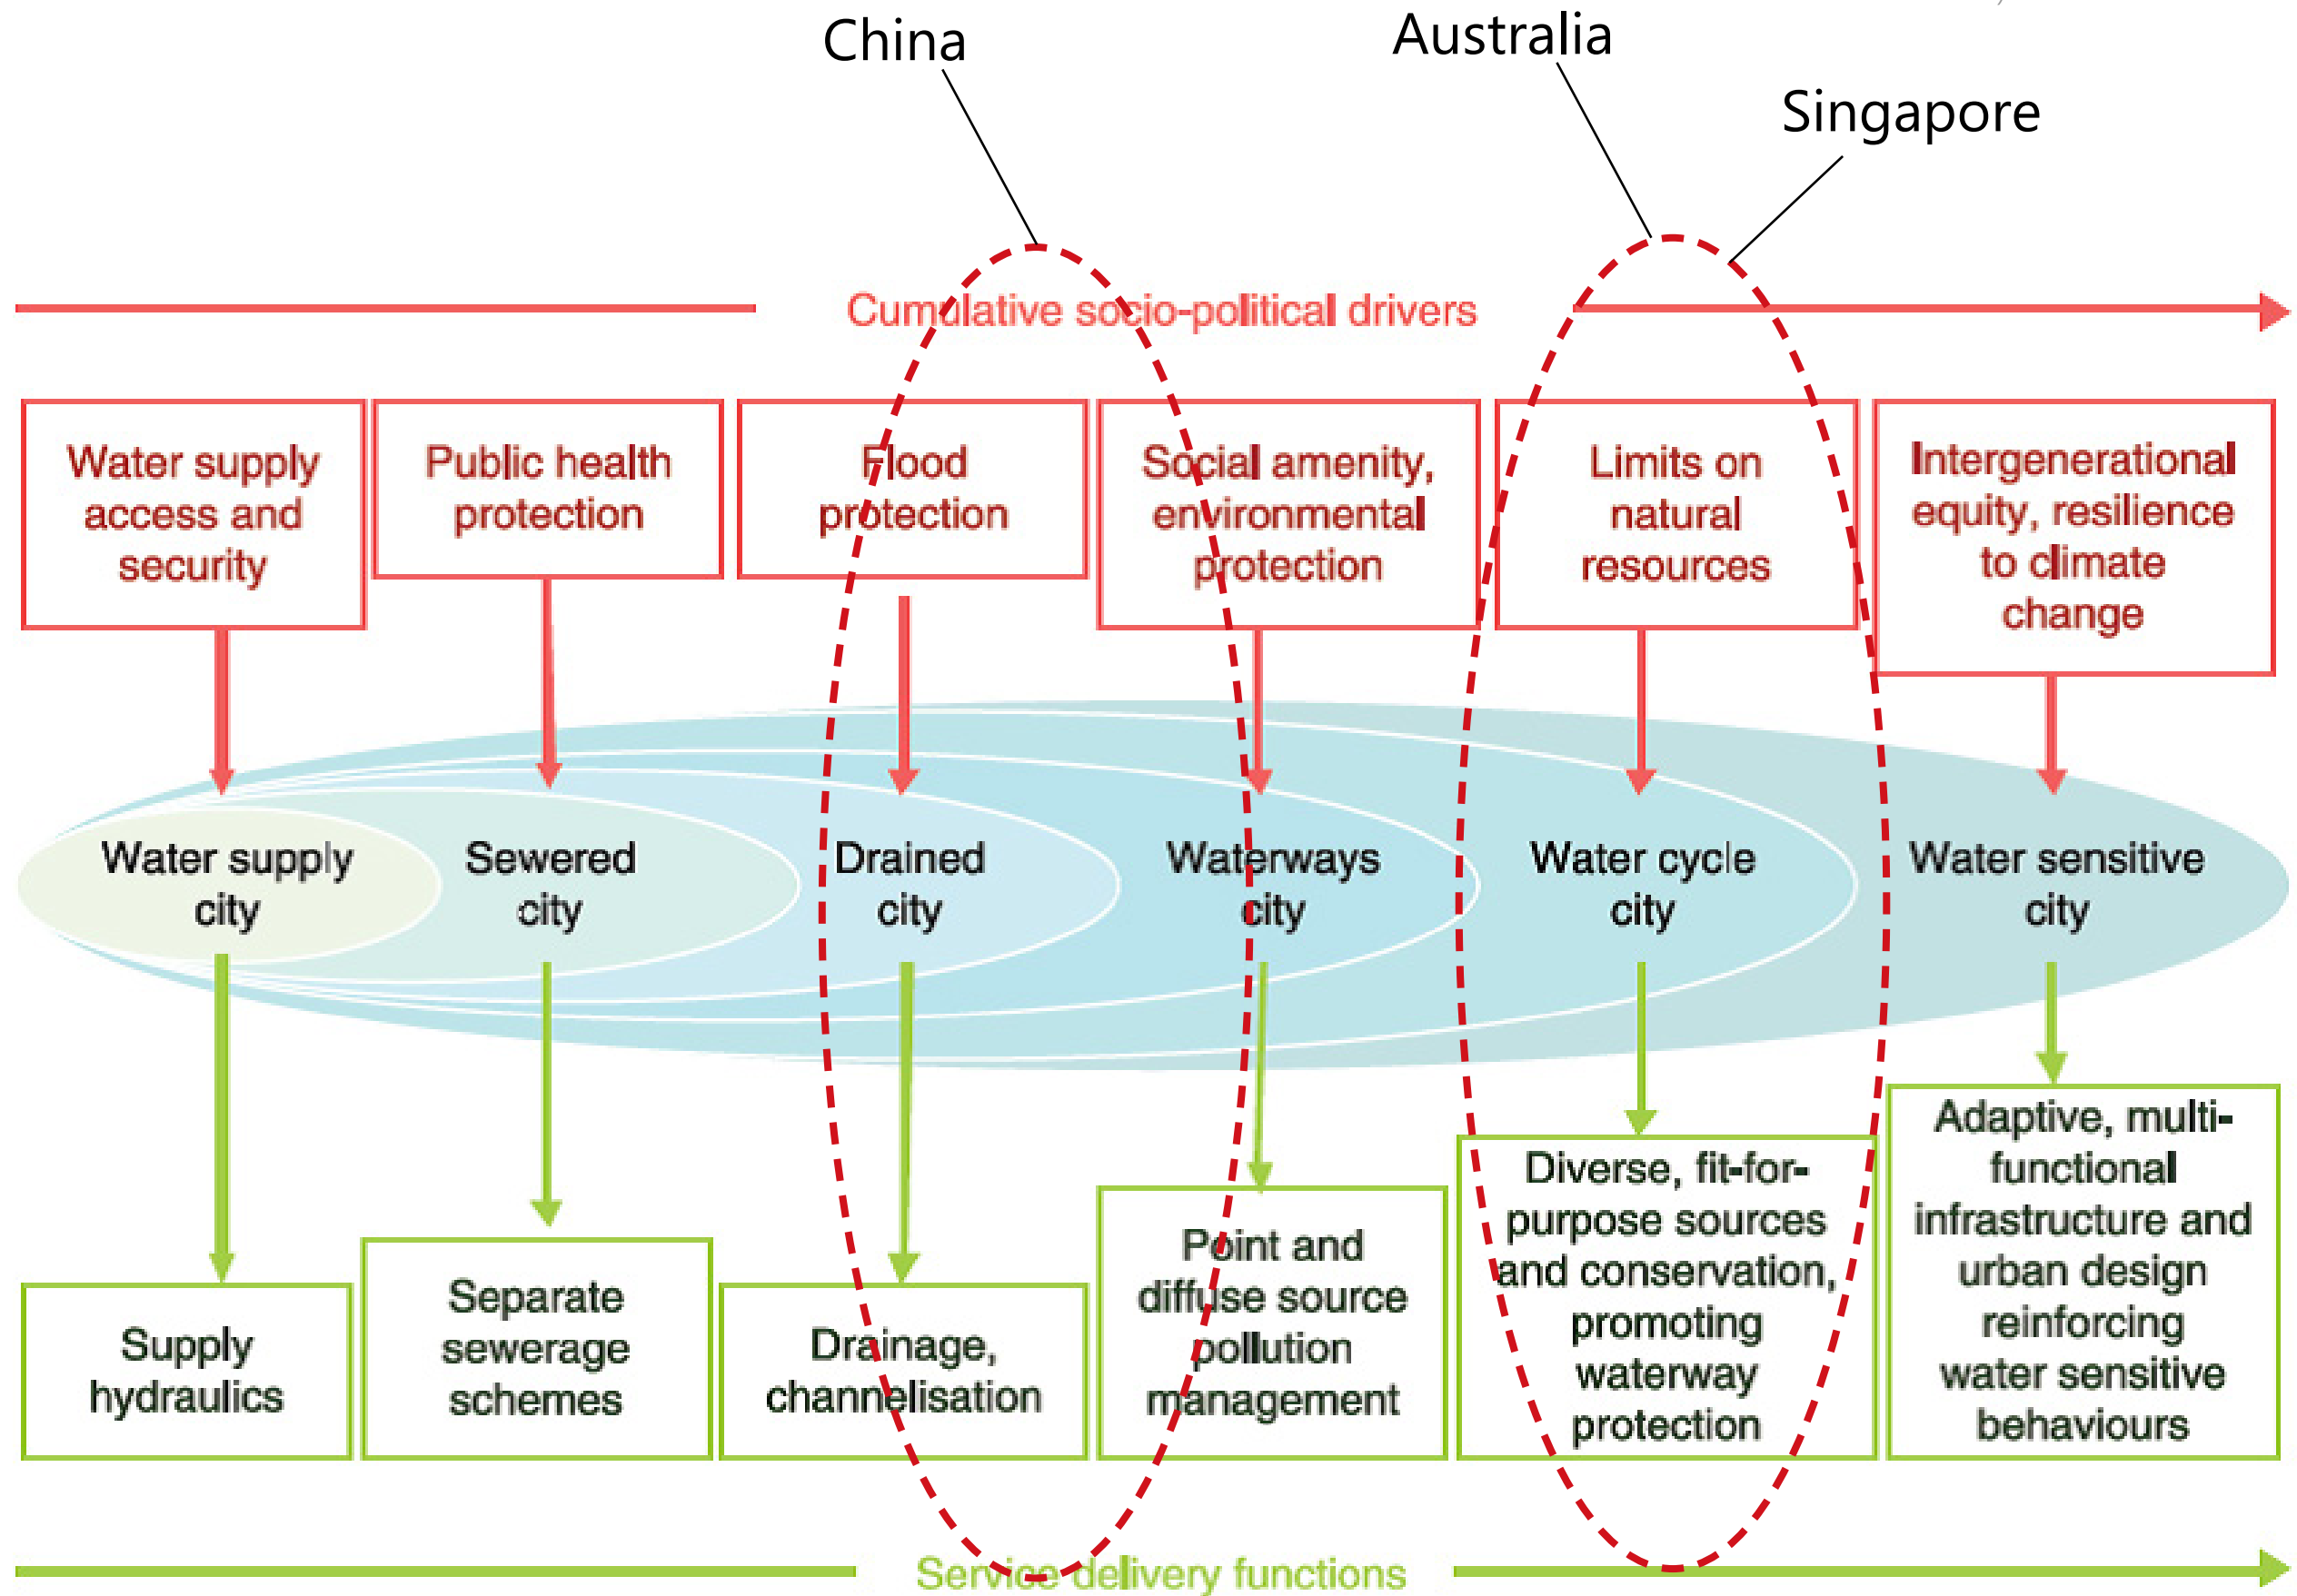 China
Australia
Singapore
Cumulative socio-political drivers
Water supply
access and
security
Public health
protection
Flood
protection
Social amenity,
environmental
protection
Limits on
natural
resources
Intergenerational
equity, resilience
to climate
change
Water supply
city
Sewered
city
Drained
city
Waterways
city
Water cycle
city
Water sensitive
city
Supply
hydraulics
Separate
sewerage
schemes
Drainage,
channelisation
Point and
diffuse source
pollution
management
Diverse, fit-for-
purpose sources
and conservation,
promoting
waterway
protection
Adaptive, multi-
functional
infrastructure and
urban design
reinforcing
water sensitive
behaviours
Service delivery functions